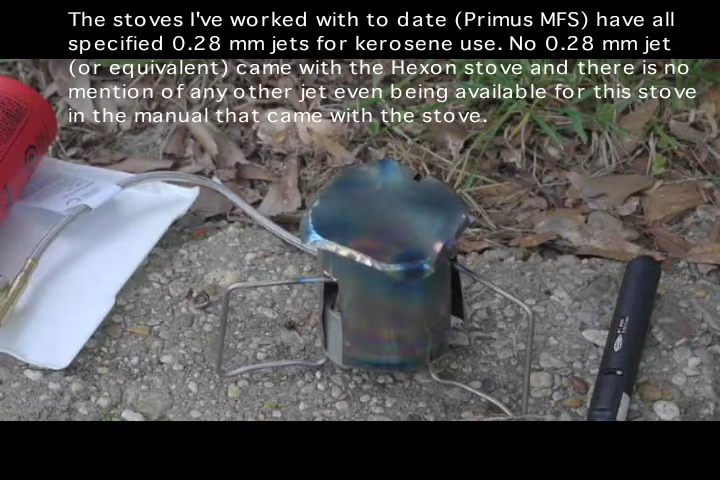 The stoves I've worked with to date (Primus MFS) have all
specified 0.28 mm jets for kerosene use. No 0.28 mm jet
(or equivalent) came with the Hexon stove and there is no
mention of any other jet even being available for this stove
in the manual that came with the stove.